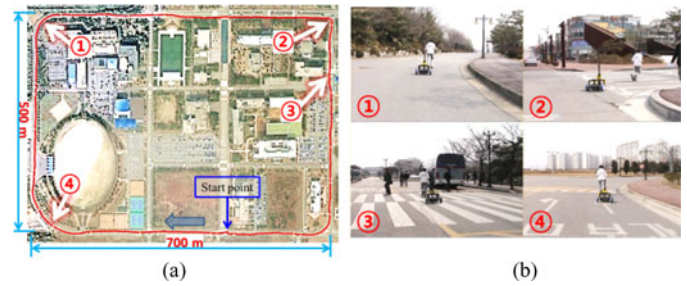 ①
②
③
④
500 m
Start point
700 m
(a)
①
②
③
④
(b)